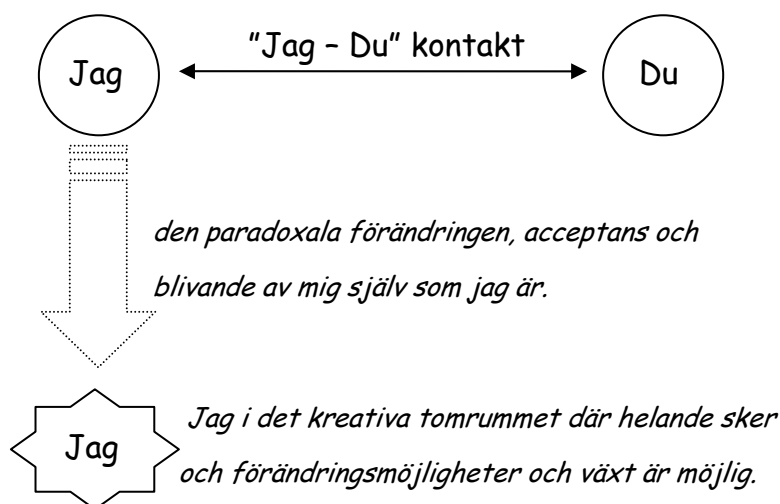 "Jag – Du" kontakt
Jag
Du
den paradoxala förändringen, acceptans och
blivande av mig själv som jag är.
Jag i det kreativa tomrummet där helande sker
Jag
och förändringsmöjligheter och växt är möjlig.